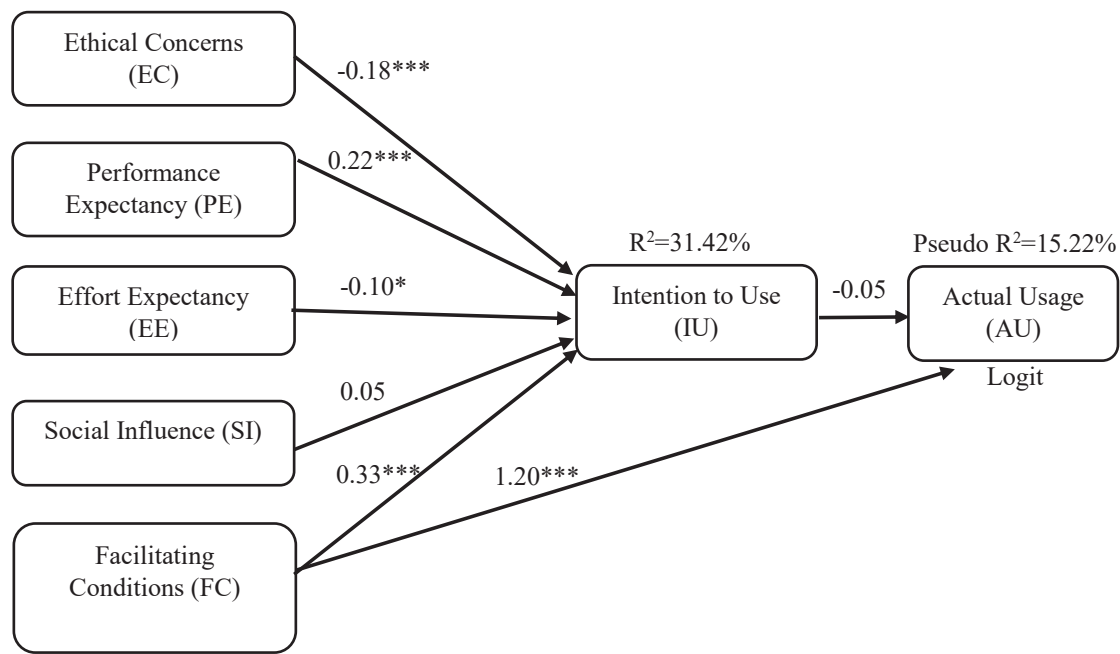 Ethical Concerns
(EC)
-0.18***
Performance
Expectancy (PE)
0.22***
Effort Expectancy
(EE)
-0.10*
Social Influence (SI)
0.05
Facilitating
Conditions (FC)
0.33***
1.20***
R²=31.42%
Intention to Use
(IU)
-0.05
Pseudo R²=15.22%
Actual Usage
(AU)
Logit